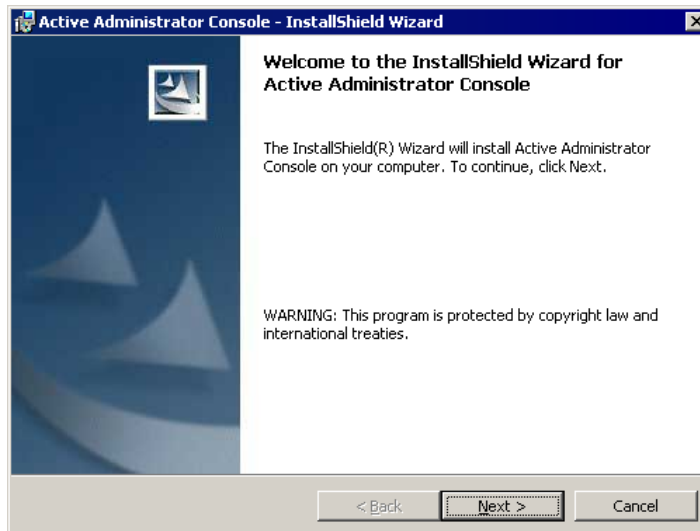 Active Administrator Console - InstallShield Wizard
Welcome to the InstallShield Wizard for
Active Administrator Console
The InstallShield(R) Wizard will install Active Administrator
Console on your computer. To continue, click Next.
WARNING: This program is protected by copyright law and
international treaties.
< Back
Next >
Cancel